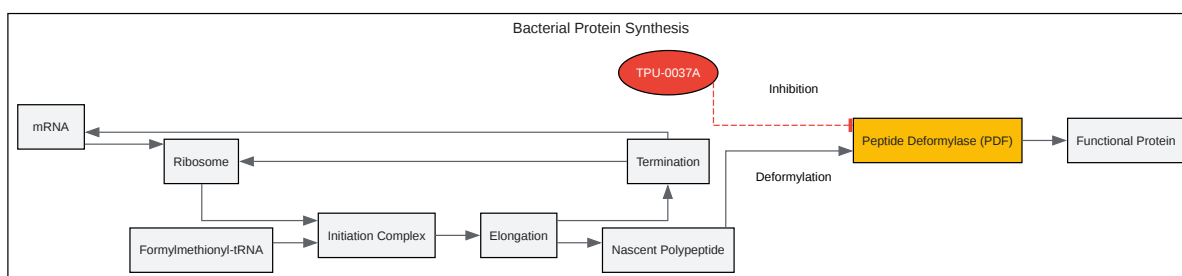 Bacterial Protein Synthesis
TPU-0037A
Inhibition
mRNA
Ribosome
Termination
Peptide Deformylase (PDF)
Functional Protein
Deformylation
Formylmethionyl-tRNA
Initiation Complex
Elongation
Nascent Polypeptide